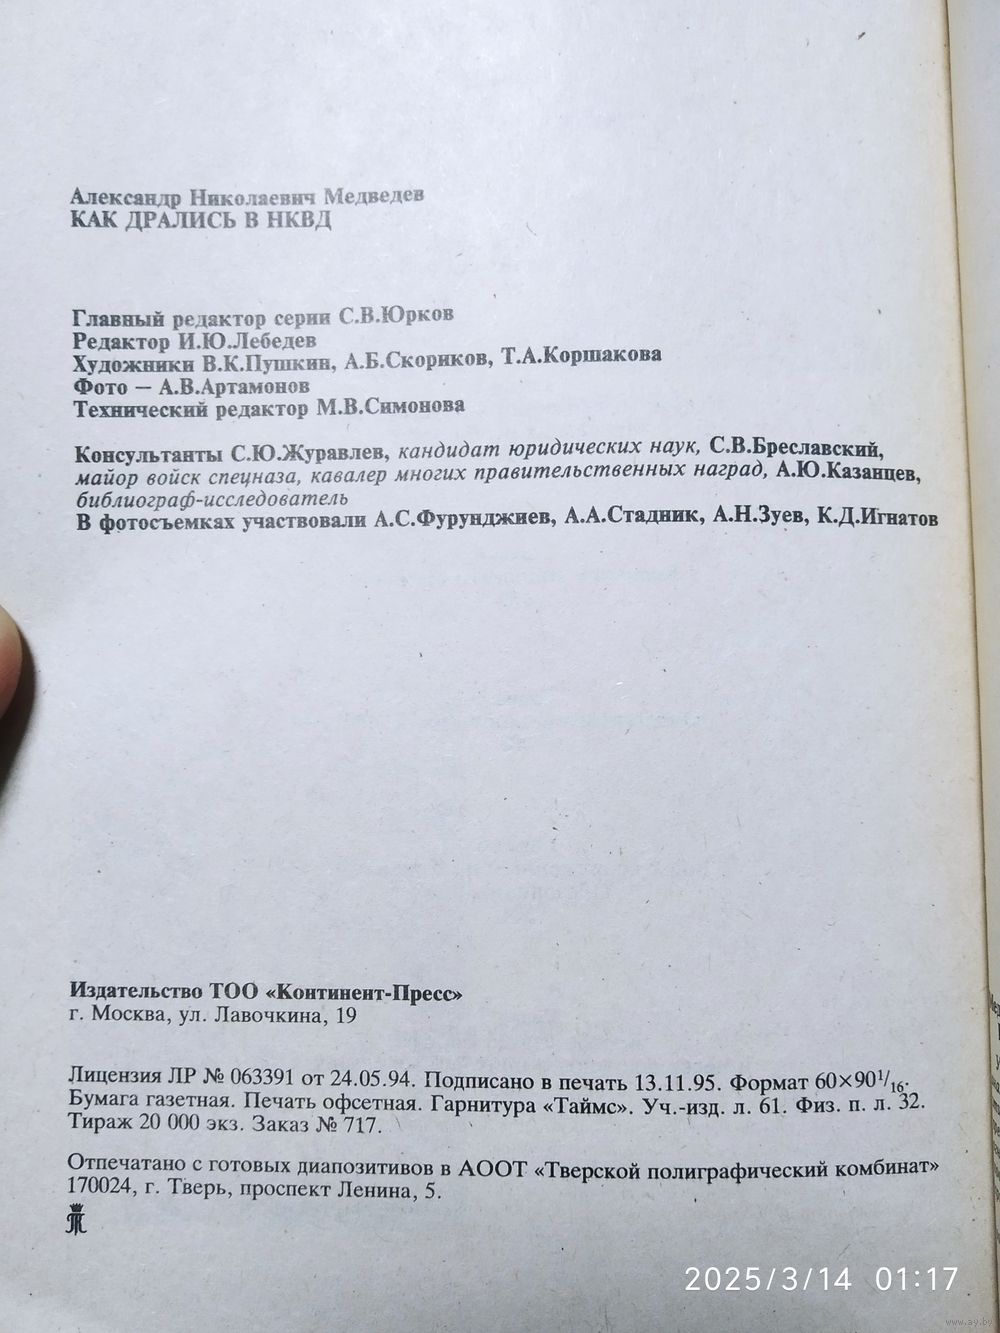 Александр Николаевич Медведев
КАК ДРАЛИСЬ В НКВД
Главный редактор серии С.В.Юрков
Редактор И.Ю.Лебедев
Художники В.К.Пушкин, А.Б.Скориков, Т.А.Коршакова
Фото — А.В.Артамонов
Технический редактор М.В.Симонова
Консультанты С.Ю.Журавлев, кандидат юридических наук, С.В.Бреславский,
майор войск спецназа, кавалер многих правительственных наград, А.Ю.Казанцев,
библиограф-исследователь
В фотосъемках участвовали А.С.Фурунджиев, А.А.Стадник, А.Н.Зуев, К.Д.Игнатов
Издательство ТОО «Континент-Пресс»
г. Москва, ул. Лавочкина, 19
Лицензия ЛР № 063391 от 24.05.94. Подписано в печать 13.11.95. Формат 60×90¹/₁₆.
Бумага газетная. Печать офсетная. Гарнитура «Таймс». Уч.-изд. л. 61. Физ. п. л. 32.
Тираж 20 000 экз. Заказ № 717.
Отпечатано с готовых диапозитивов в АООТ «Тверской полиграфический комбинат»
170024, г. Тверь, проспект Ленина, 5.
2025/3/14 01:17
www.ay.by